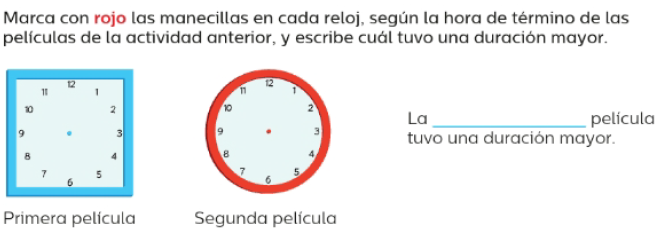 Marca con rojo las manecillas en cada reloj, según la hora de término de las
películas de la actividad anterior, y escribe cuál tuvo una duración mayor.
12
11 1
10 2
9 3
8 4
7 5
6
12
11 1
10 2
9 3
8 4
7 5
6
La ____________ película
tuvo una duración mayor.
Primera película
Segunda película